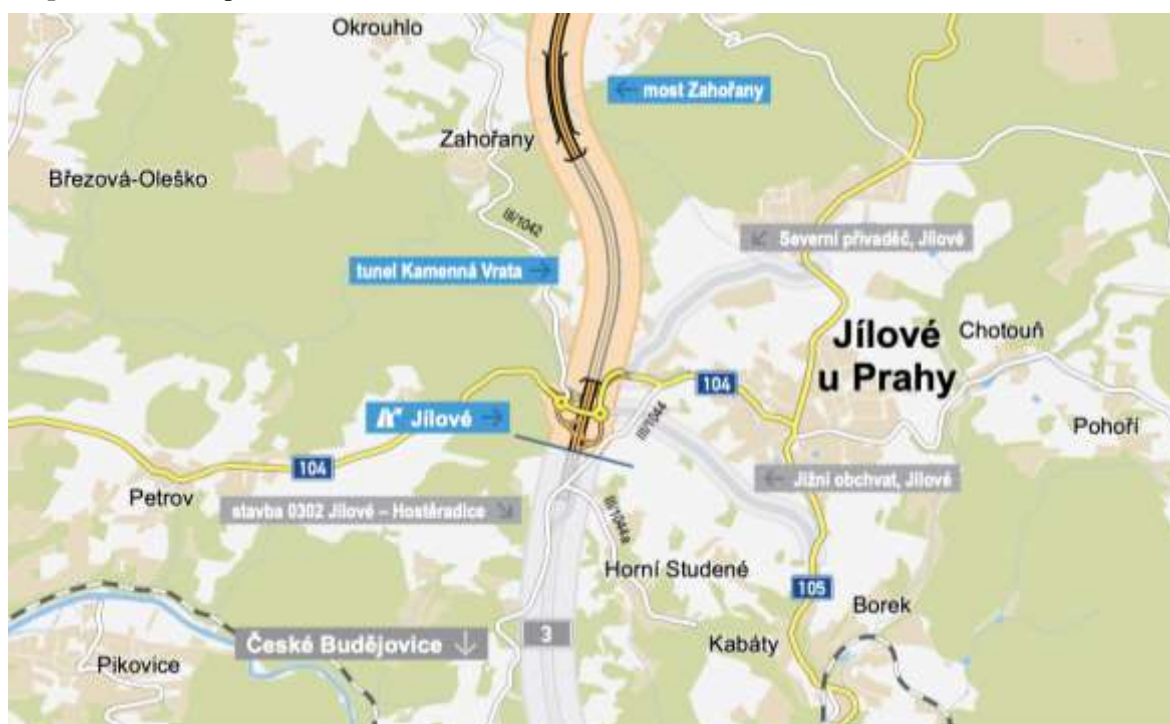 Okrouhlo
← most Zahořany
Zahořany
Březová-Oleško
III/1042
↙ Severní přivaděč, Jílové
tunel Kamenná Vrata →
Jílové
u Prahy
Chotouň
104
Jílové →
III/1044
Pohoří
104
Petrov
← Jižní obchvat, Jílové
stavba 0302 Jílové – Hostěradice ↘
III/1044a
Horní Studené
105
Borek
3
České Budějovice ↓
Kabáty
Pikovice